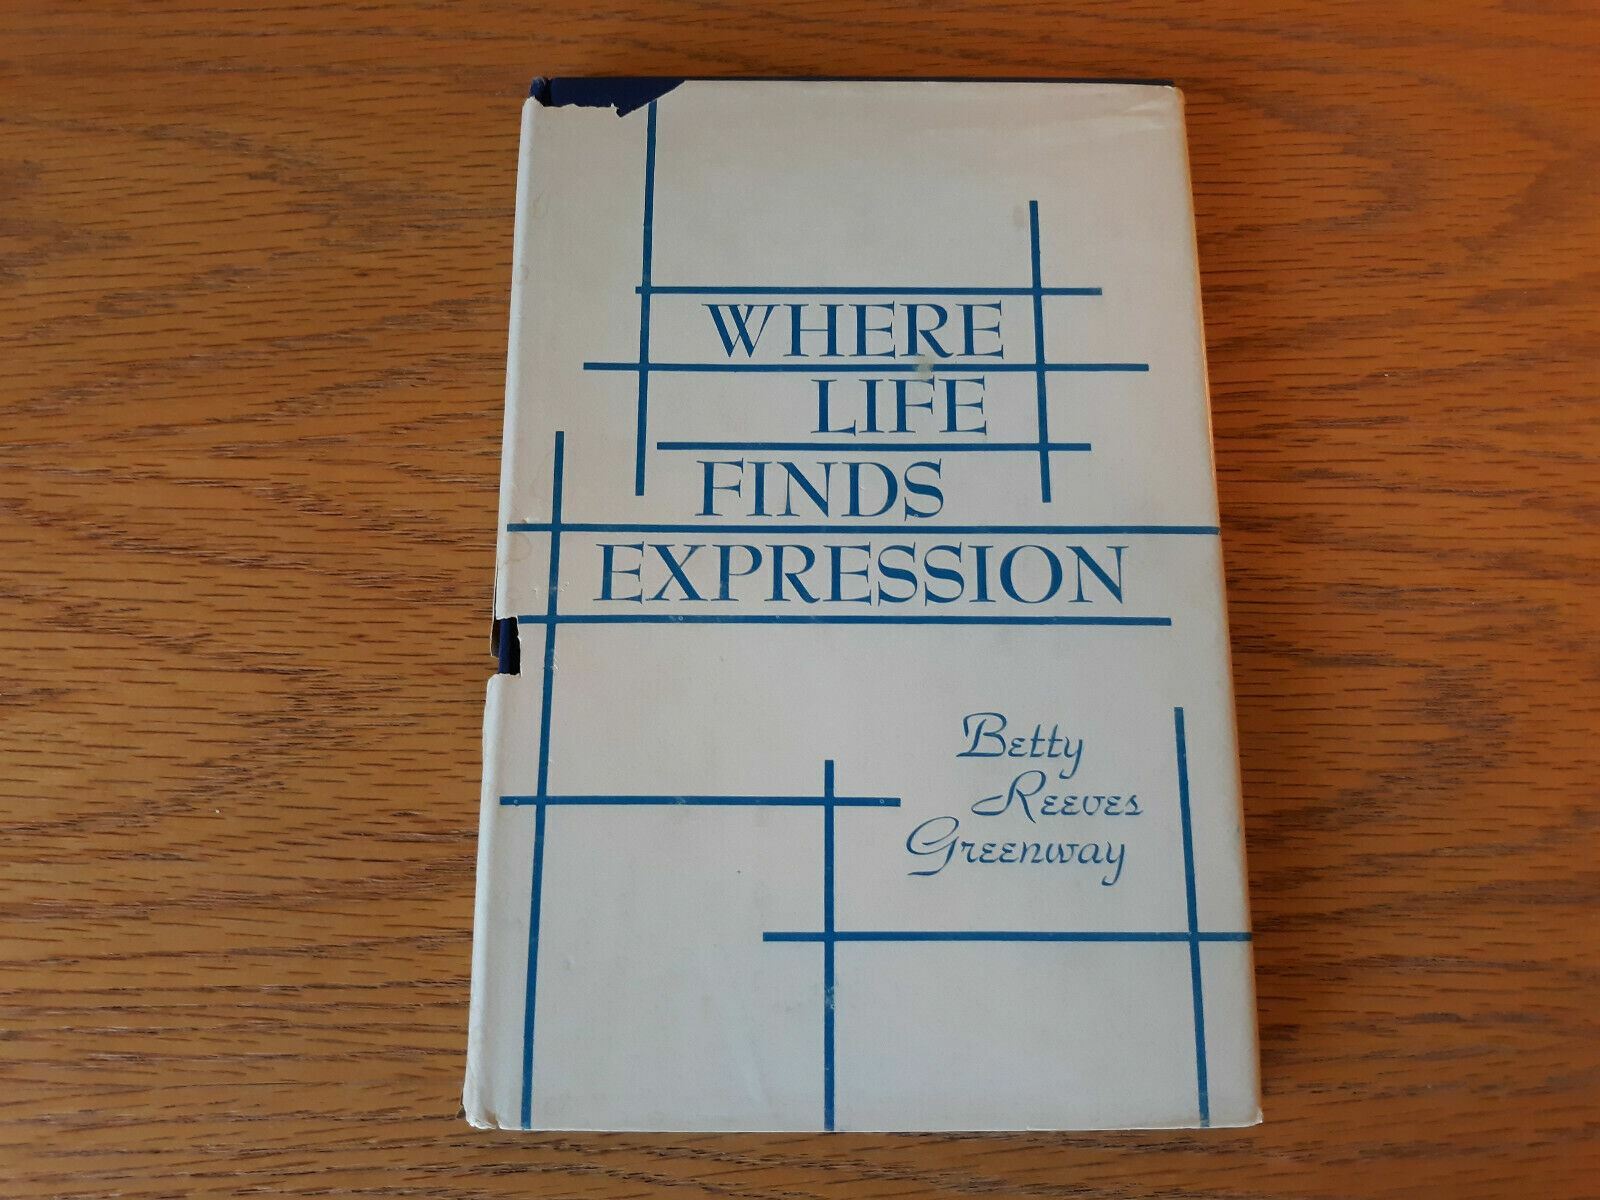 WHERE
LIFE
FINDS
EXPRESSION
Betty
Reeves
Greenway